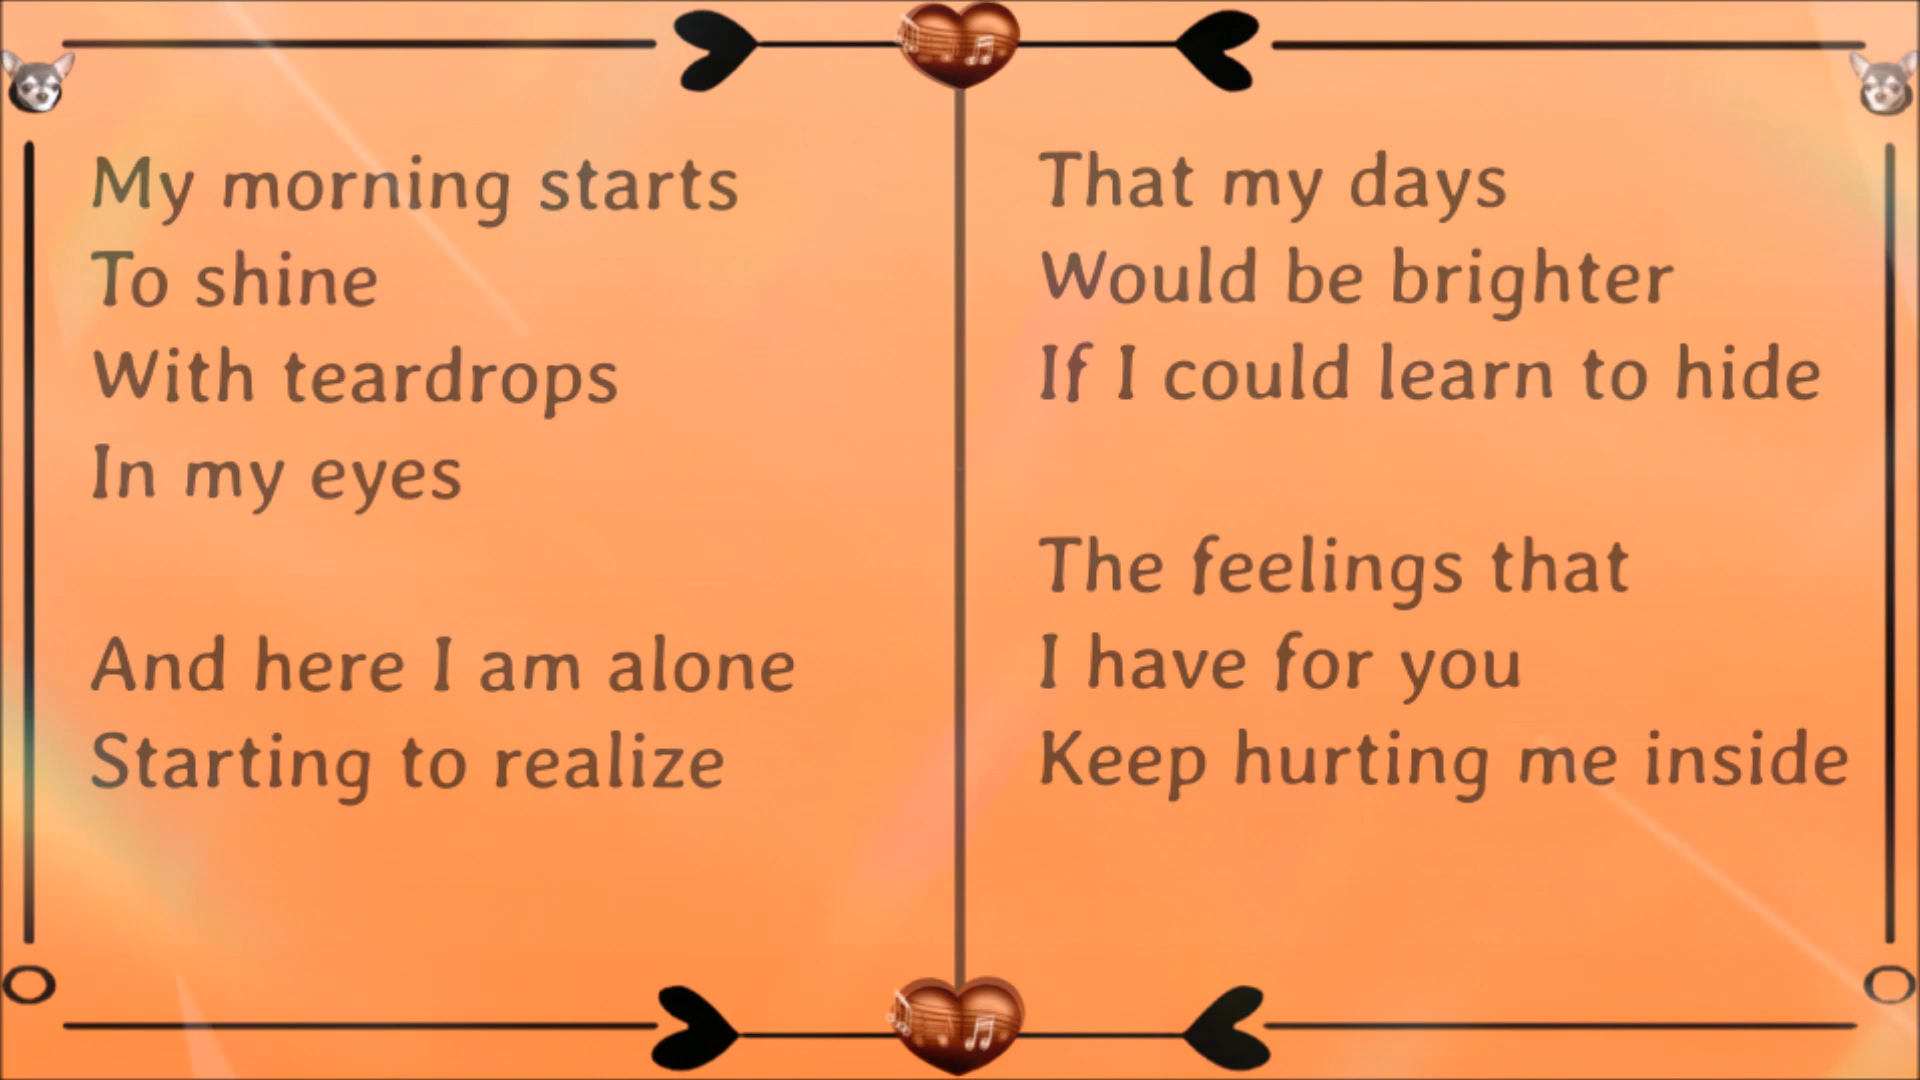 My morning starts
To shine
With teardrops
In my eyes
And here I am alone
Starting to realize
That my days
Would be brighter
If I could learn to hide
The feelings that
I have for you
Keep hurting me inside